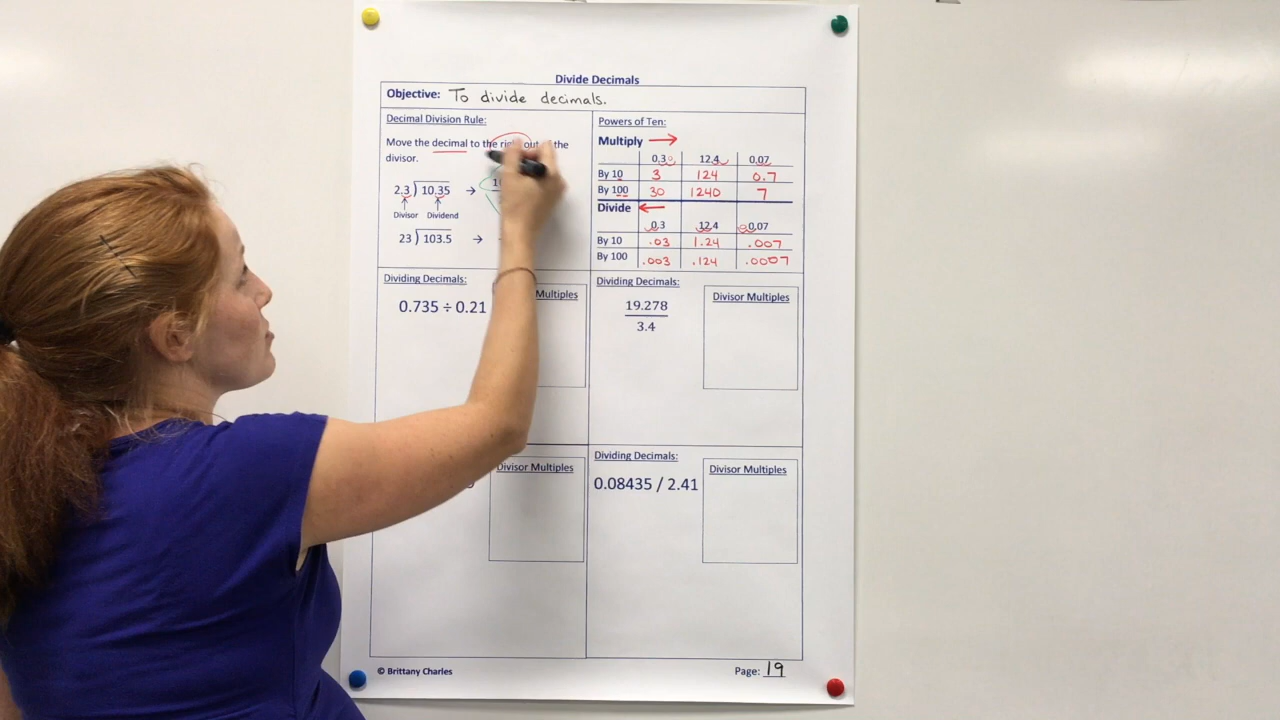 Divide Decimals
Objective: To divide decimals.
Decimal Division Rule:
Move the decimal to the right out the
divisor.
2.3 10.35 →
Divisor Dividend
23 103.5 →
Powers of Ten:
Multiply →
0.30 12.4 0.07
By 10 3 124 0.7
By 100 30 1240 7
Divide ←
0.3 12.4 0.07
By 10 .03 1.24 .007
By 100 .003 .124 .0007
Dividing Decimals:
0.735 ÷ 0.21
Multiples
Dividing Decimals:
19.278
3.4
Divisor Multiples
Divisor Multiples
Dividing Decimals:
0.08435 / 2.41
Divisor Multiples
© Brittany Charles
Page: 19